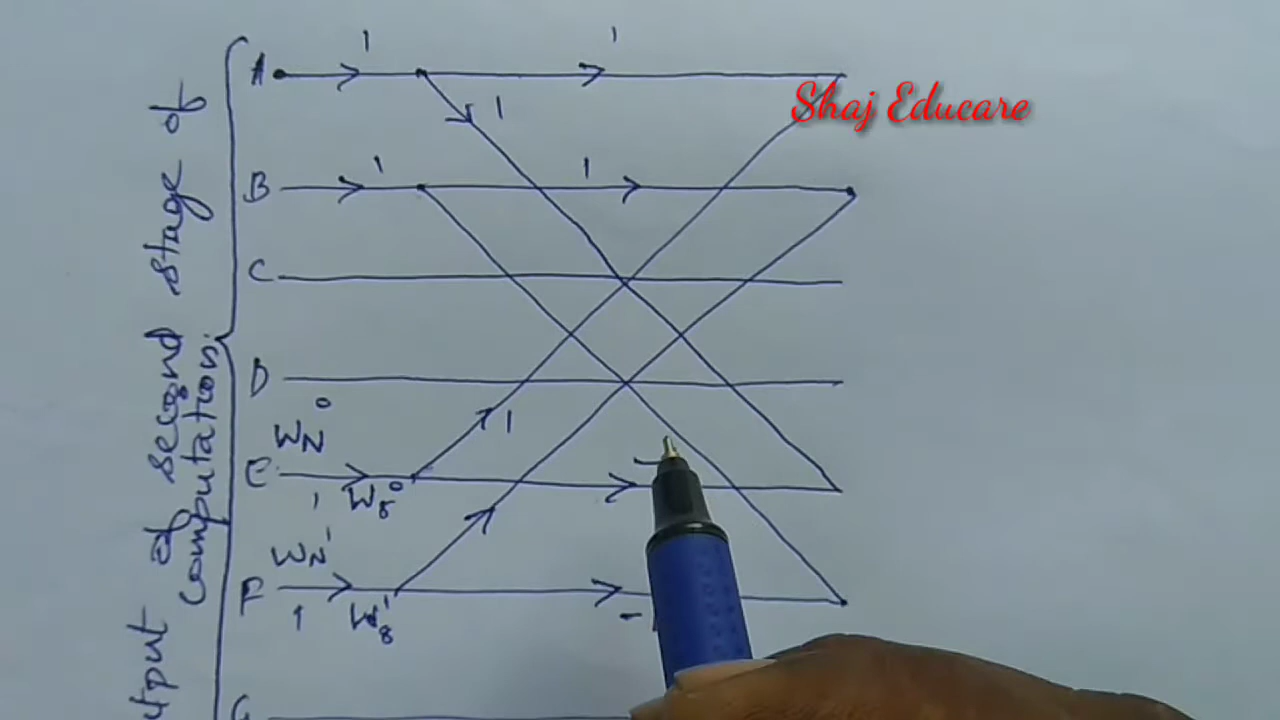 Shaj Educare
output of second stage of
computation:
A 1 1
1
B 1 1
C
D
W_N^0
E 1
1 W_8^0
W_N^1
F
1 W_8^1
G